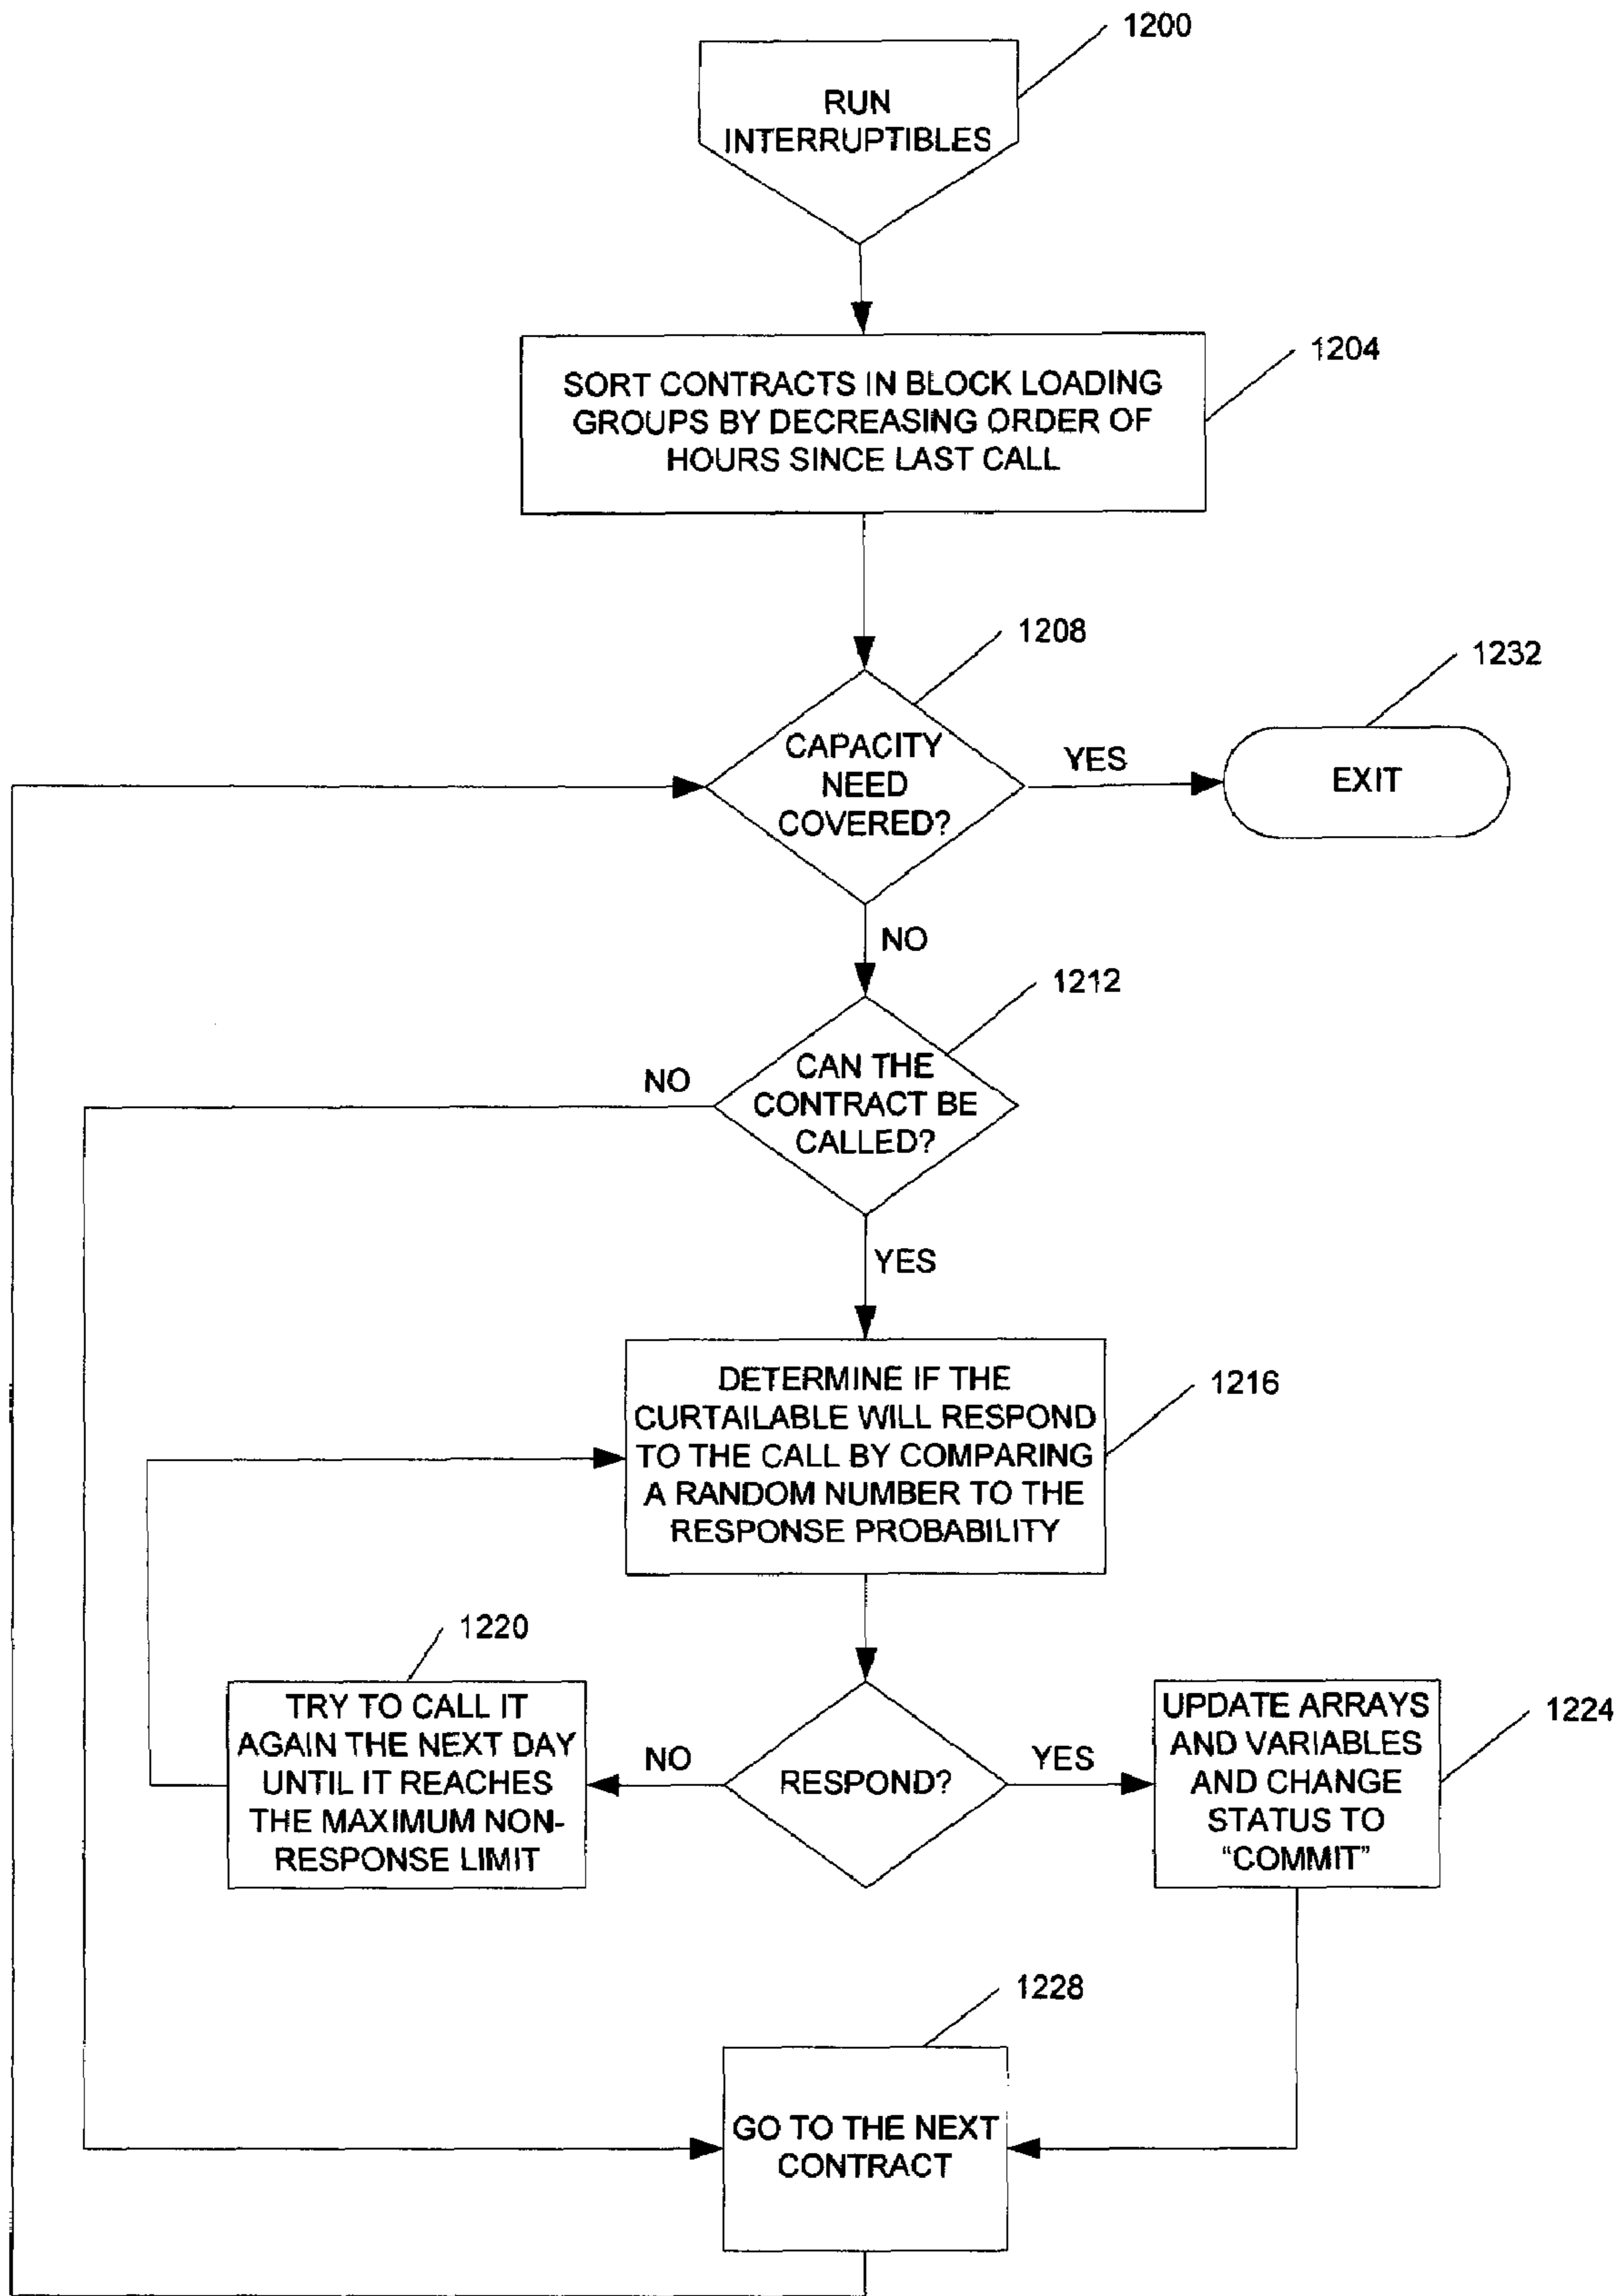 1200
RUN
INTERRUPTIBLES
1204
SORT CONTRACTS IN BLOCK LOADING
GROUPS BY DECREASING ORDER OF
HOURS SINCE LAST CALL
1208
1232
CAPACITY
NEED
COVERED?
YES
EXIT
NO
1212
CAN THE
CONTRACT BE
CALLED?
NO
YES
1216
DETERMINE IF THE
CURTAILABLE WILL RESPOND
TO THE CALL BY COMPARING
A RANDOM NUMBER TO THE
RESPONSE PROBABILITY
1220
TRY TO CALL IT
AGAIN THE NEXT DAY
UNTIL IT REACHES
THE MAXIMUM NON-
RESPONSE LIMIT
NO
RESPOND?
YES
UPDATE ARRAYS
AND VARIABLES
AND CHANGE
STATUS TO
“COMMIT”
1224
1228
GO TO THE NEXT
CONTRACT